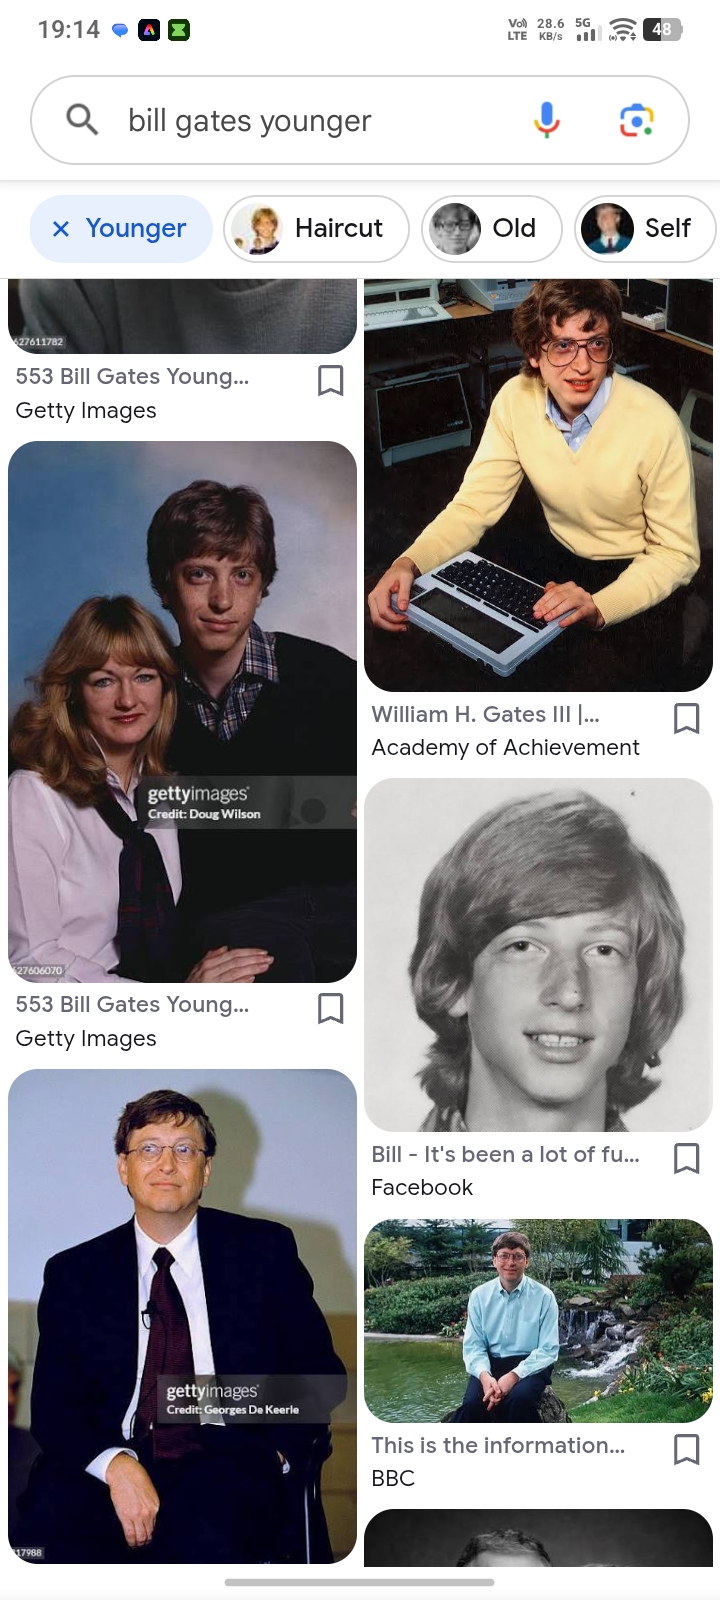 19:14
Vo) 28.6 5G
LTE KB/s
48
bill gates younger
Younger
Haircut
Old
Self
627611782
553 Bill Gates Young...
Getty Images
gettyimages®
Credit: Doug Wilson
627606070
553 Bill Gates Young...
Getty Images
gettyimages®
Credit: Georges De Keerle
17988
William H. Gates III |...
Academy of Achievement
Bill - It's been a lot of fu...
Facebook
This is the information...
BBC